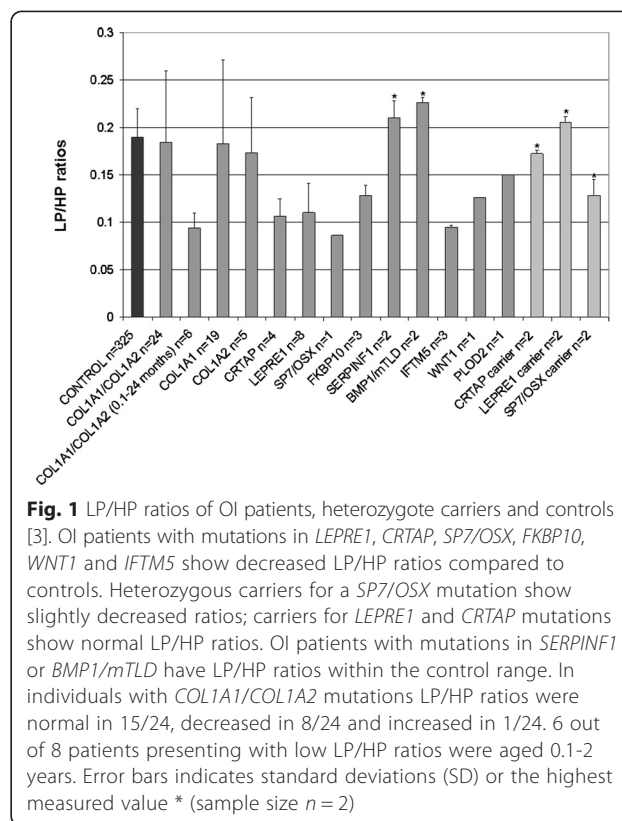 0.3
0.25
0.2
0.15
0.1
0.05
0
LP/HP ratios
* * * * *
CONTROL n=325
COL1A1/COL1A2 n=24
COL1A1/COL1A2 (0.1-24 months) n=6
COL1A1 n=19
COL1A2 n=5
CRTAP n=4
LEPRE1 n=8
SP7/OSX n=1
FKBP10 n=3
SERPINF1 n=2
BMP1/mTLD n=2
IFTM5 n=3
WNT1 n=1
PLOD2 n=1
CRTAP carrier n=2
LEPRE1 carrier n=2
SP7/OSX carrier n=2
Fig. 1 LP/HP ratios of OI patients, heterozygote carriers and controls
[3]. OI patients with mutations in LEPRE1, CRTAP, SP7/OSX, FKBP10,
WNT1 and IFTM5 show decreased LP/HP ratios compared to
controls. Heterozygous carriers for a SP7/OSX mutation show
slightly decreased ratios; carriers for LEPRE1 and CRTAP mutations
show normal LP/HP ratios. OI patients with mutations in SERPINF1
or BMP1/mTLD have LP/HP ratios within the control range. In
individuals with COL1A1/COL1A2 mutations LP/HP ratios were
normal in 15/24, decreased in 8/24 and increased in 1/24. 6 out
of 8 patients presenting with low LP/HP ratios were aged 0.1-2
years. Error bars indicates standard deviations (SD) or the highest
measured value * (sample size n = 2)